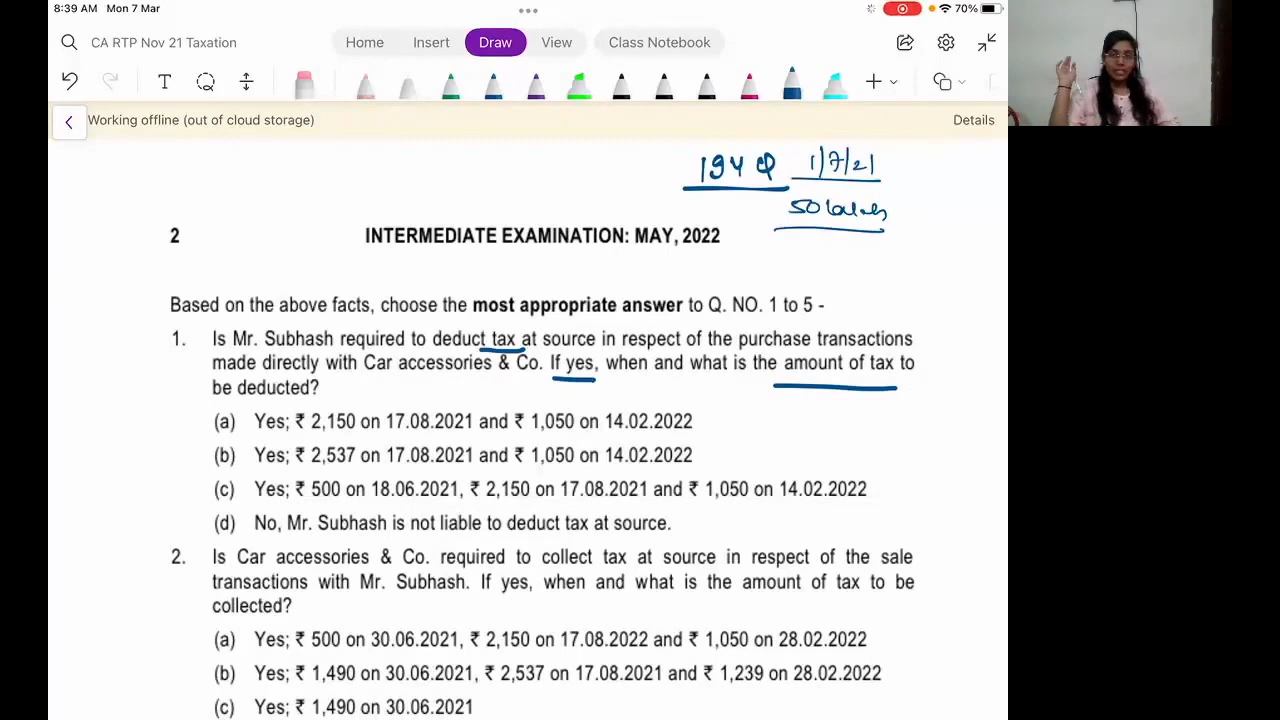 8:39 AM Mon 7 Mar
70%
CA RTP Nov 21 Taxation
Home Insert Draw View Class Notebook
Working offline (out of cloud storage)
Details
194 Q 1/7/21
50 lakhs
2 INTERMEDIATE EXAMINATION: MAY, 2022
Based on the above facts, choose the most appropriate answer to Q. NO. 1 to 5 -
1. Is Mr. Subhash required to deduct tax at source in respect of the purchase transactions
made directly with Car accessories & Co. If yes, when and what is the amount of tax to
be deducted?
(a) Yes; ₹ 2,150 on 17.08.2021 and ₹ 1,050 on 14.02.2022
(b) Yes; ₹ 2,537 on 17.08.2021 and ₹ 1,050 on 14.02.2022
(c) Yes; ₹ 500 on 18.06.2021, ₹ 2,150 on 17.08.2021 and ₹ 1,050 on 14.02.2022
(d) No, Mr. Subhash is not liable to deduct tax at source.
2. Is Car accessories & Co. required to collect tax at source in respect of the sale
transactions with Mr. Subhash. If yes, when and what is the amount of tax to be
collected?
(a) Yes; ₹ 500 on 30.06.2021, ₹ 2,150 on 17.08.2022 and ₹ 1,050 on 28.02.2022
(b) Yes; ₹ 1,490 on 30.06.2021, ₹ 2,537 on 17.08.2021 and ₹ 1,239 on 28.02.2022
(c) Yes; ₹ 1,490 on 30.06.2021